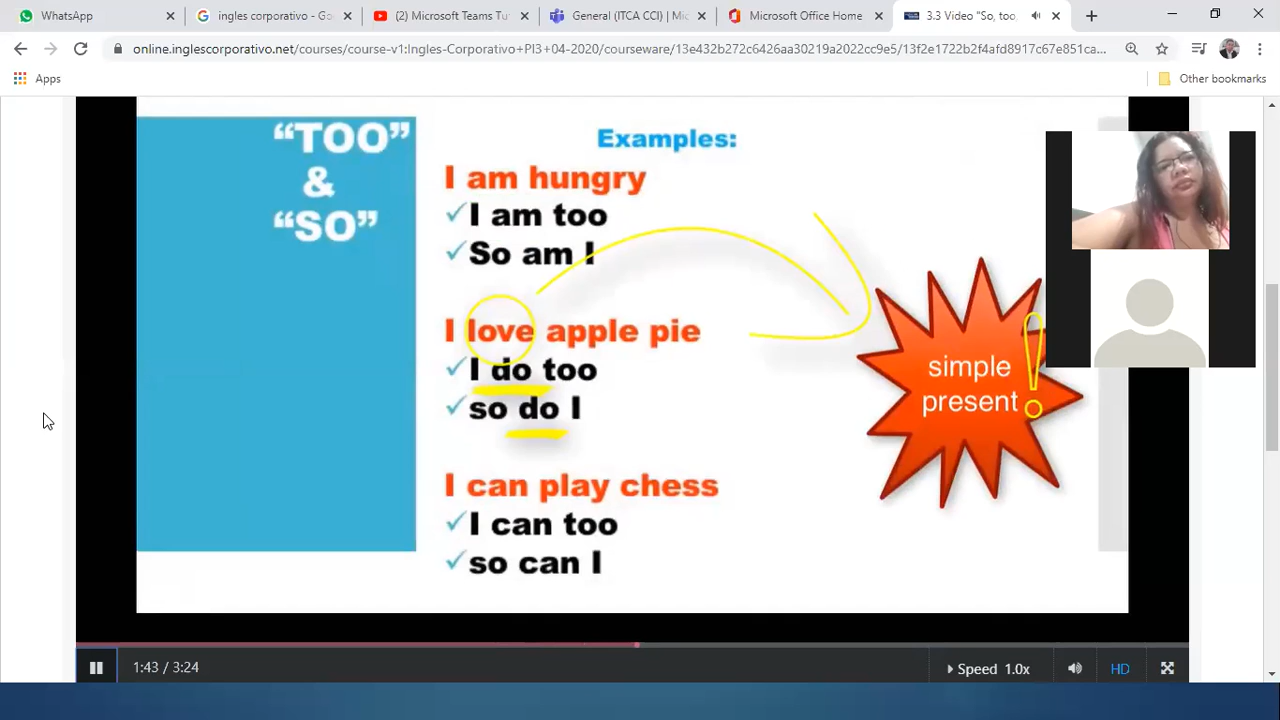 WhatsApp
ingles corporativo - Go
(2) Microsoft Teams Tu
General (ITCA CCI) | Mic
Microsoft Office Home
3.3 Video "So, too,
online.inglescorporativo.net/courses/course-v1:Ingles-Corporativo+PI3+04-2020/courseware/13e432b272c6426aa30219a2022cc9e5/13f2e1722b2f4afd8917c67e851ca...
Apps
Other bookmarks
“TOO”
&
“SO”
Examples:
I am hungry
I am too
So am I
I love apple pie
I do too
so do I
I can play chess
I can too
so can I
simple
present!
1:43 / 3:24
Speed 1.0x
HD